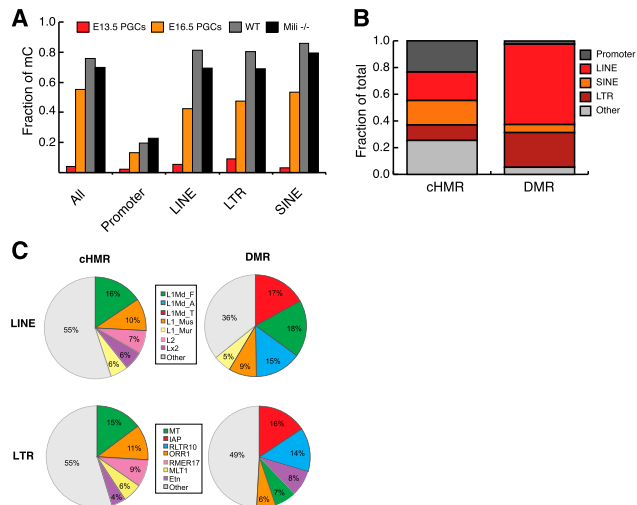 A
E13.5 PGCs E16.5 PGCs WT Mili -/-
1.0
0.8
0.6
0.4
0.2
Fraction of mC
All Promoter LINE LTR SINE
B
1.0
0.8
0.6
0.4
0.2
0.0
Fraction of total
cHMR DMR
Promoter
LINE
SINE
LTR
Other
C
cHMR DMR
LINE
16%
10%
7%
6%
6%
55%
L1Md_F
L1Md_A
L1Md_T
L1_Mus
L1_Mur
L2
Lx2
Other
17%
18%
15%
9%
5%
36%
LTR
15%
11%
9%
6%
4%
55%
MT
IAP
RLTR10
ORR1
RMER17
MLT1
Etn
Other
16%
14%
8%
7%
6%
49%